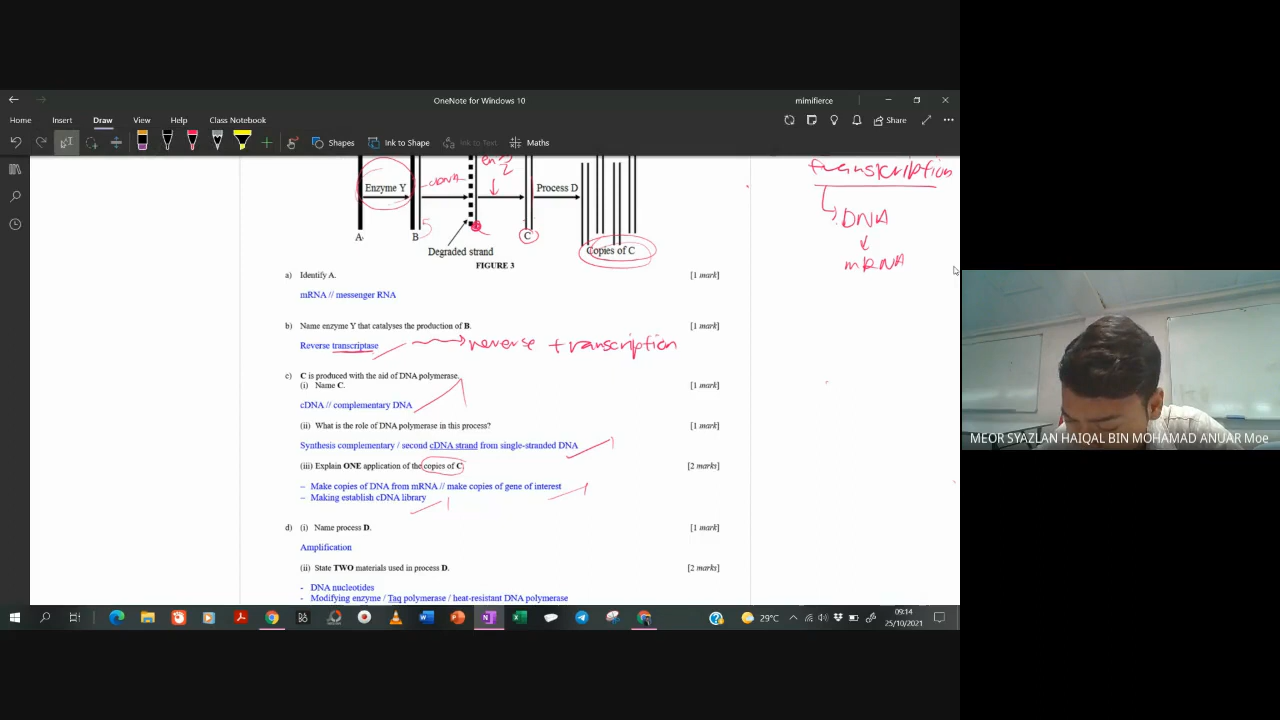 OneNote for Windows 10
mimifierce
Home Insert Draw View Help Class Notebook
Share
Shapes Ink to Shape Ink to Text Maths
Enzyme Y
cDNA
Process D
transkription
DNA
mRNA
A
B
5
C
Copies of C
Degraded strand
FIGURE 3
a) Identify A. [1 mark]
mRNA // messenger RNA
b) Name enzyme Y that catalyses the production of B. [1 mark]
Reverse transcriptase
reverse transcription
c) C is produced with the aid of DNA polymerase.
(i) Name C. [1 mark]
cDNA // complementary DNA
(ii) What is the role of DNA polymerase in this process? [1 mark]
Synthesis complementary / second cDNA strand from single-stranded DNA
(iii) Explain ONE application of the copies of C. [2 marks]
– Make copies of DNA from mRNA // make copies of gene of interest
– Making establish cDNA library
d) (i) Name process D. [1 mark]
Amplification
(ii) State TWO materials used in process D. [2 marks]
- DNA nucleotides
- Modifying enzyme / Taq polymerase / heat-resistant DNA polymerase
MEOR SYAZLAN HAIQAL BIN MOHAMAD ANUAR Moe
29°C
09:14
25/10/2021